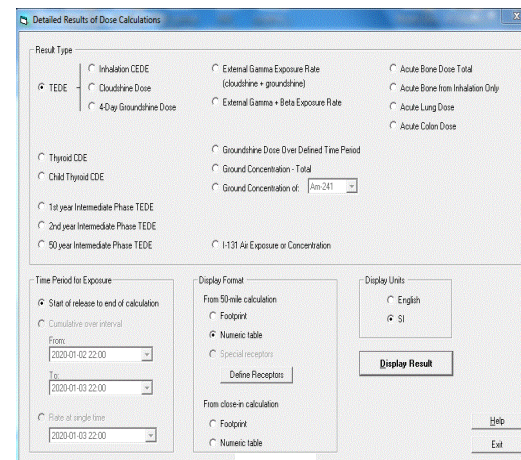 Detailed Results of Dose Calculations
Result Type
TEDE
Inhalation CEDE
Cloudshine Dose
4-Day Groundshine Dose
External Gamma Exposure Rate
(cloudshine + groundshine)
External Gamma + Beta Exposure Rate
Acute Bone Dose Total
Acute Bone from Inhalation Only
Acute Lung Dose
Acute Colon Dose
Thyroid CDE
Child Thyroid CDE
Groundshine Dose Over Defined Time Period
Ground Concentration - Total
Ground Concentration of: Am-241
1st year Intermediate Phase TEDE
2nd year Intermediate Phase TEDE
50 year Intermediate Phase TEDE
I-131 Air Exposure or Concentration
Time Period for Exposure
Start of release to end of calculation
Cumulative over interval
From:
2020-01-02 22:00
To:
2020-01-03 22:00
Rate at single time
2020-01-03 22:00
Display Format
From 50-mile calculation
Footprint
Numeric table
Special receptors
Define Receptors
From close-in calculation
Footprint
Numeric table
Display Units
English
SI
Display Result
Help
Exit